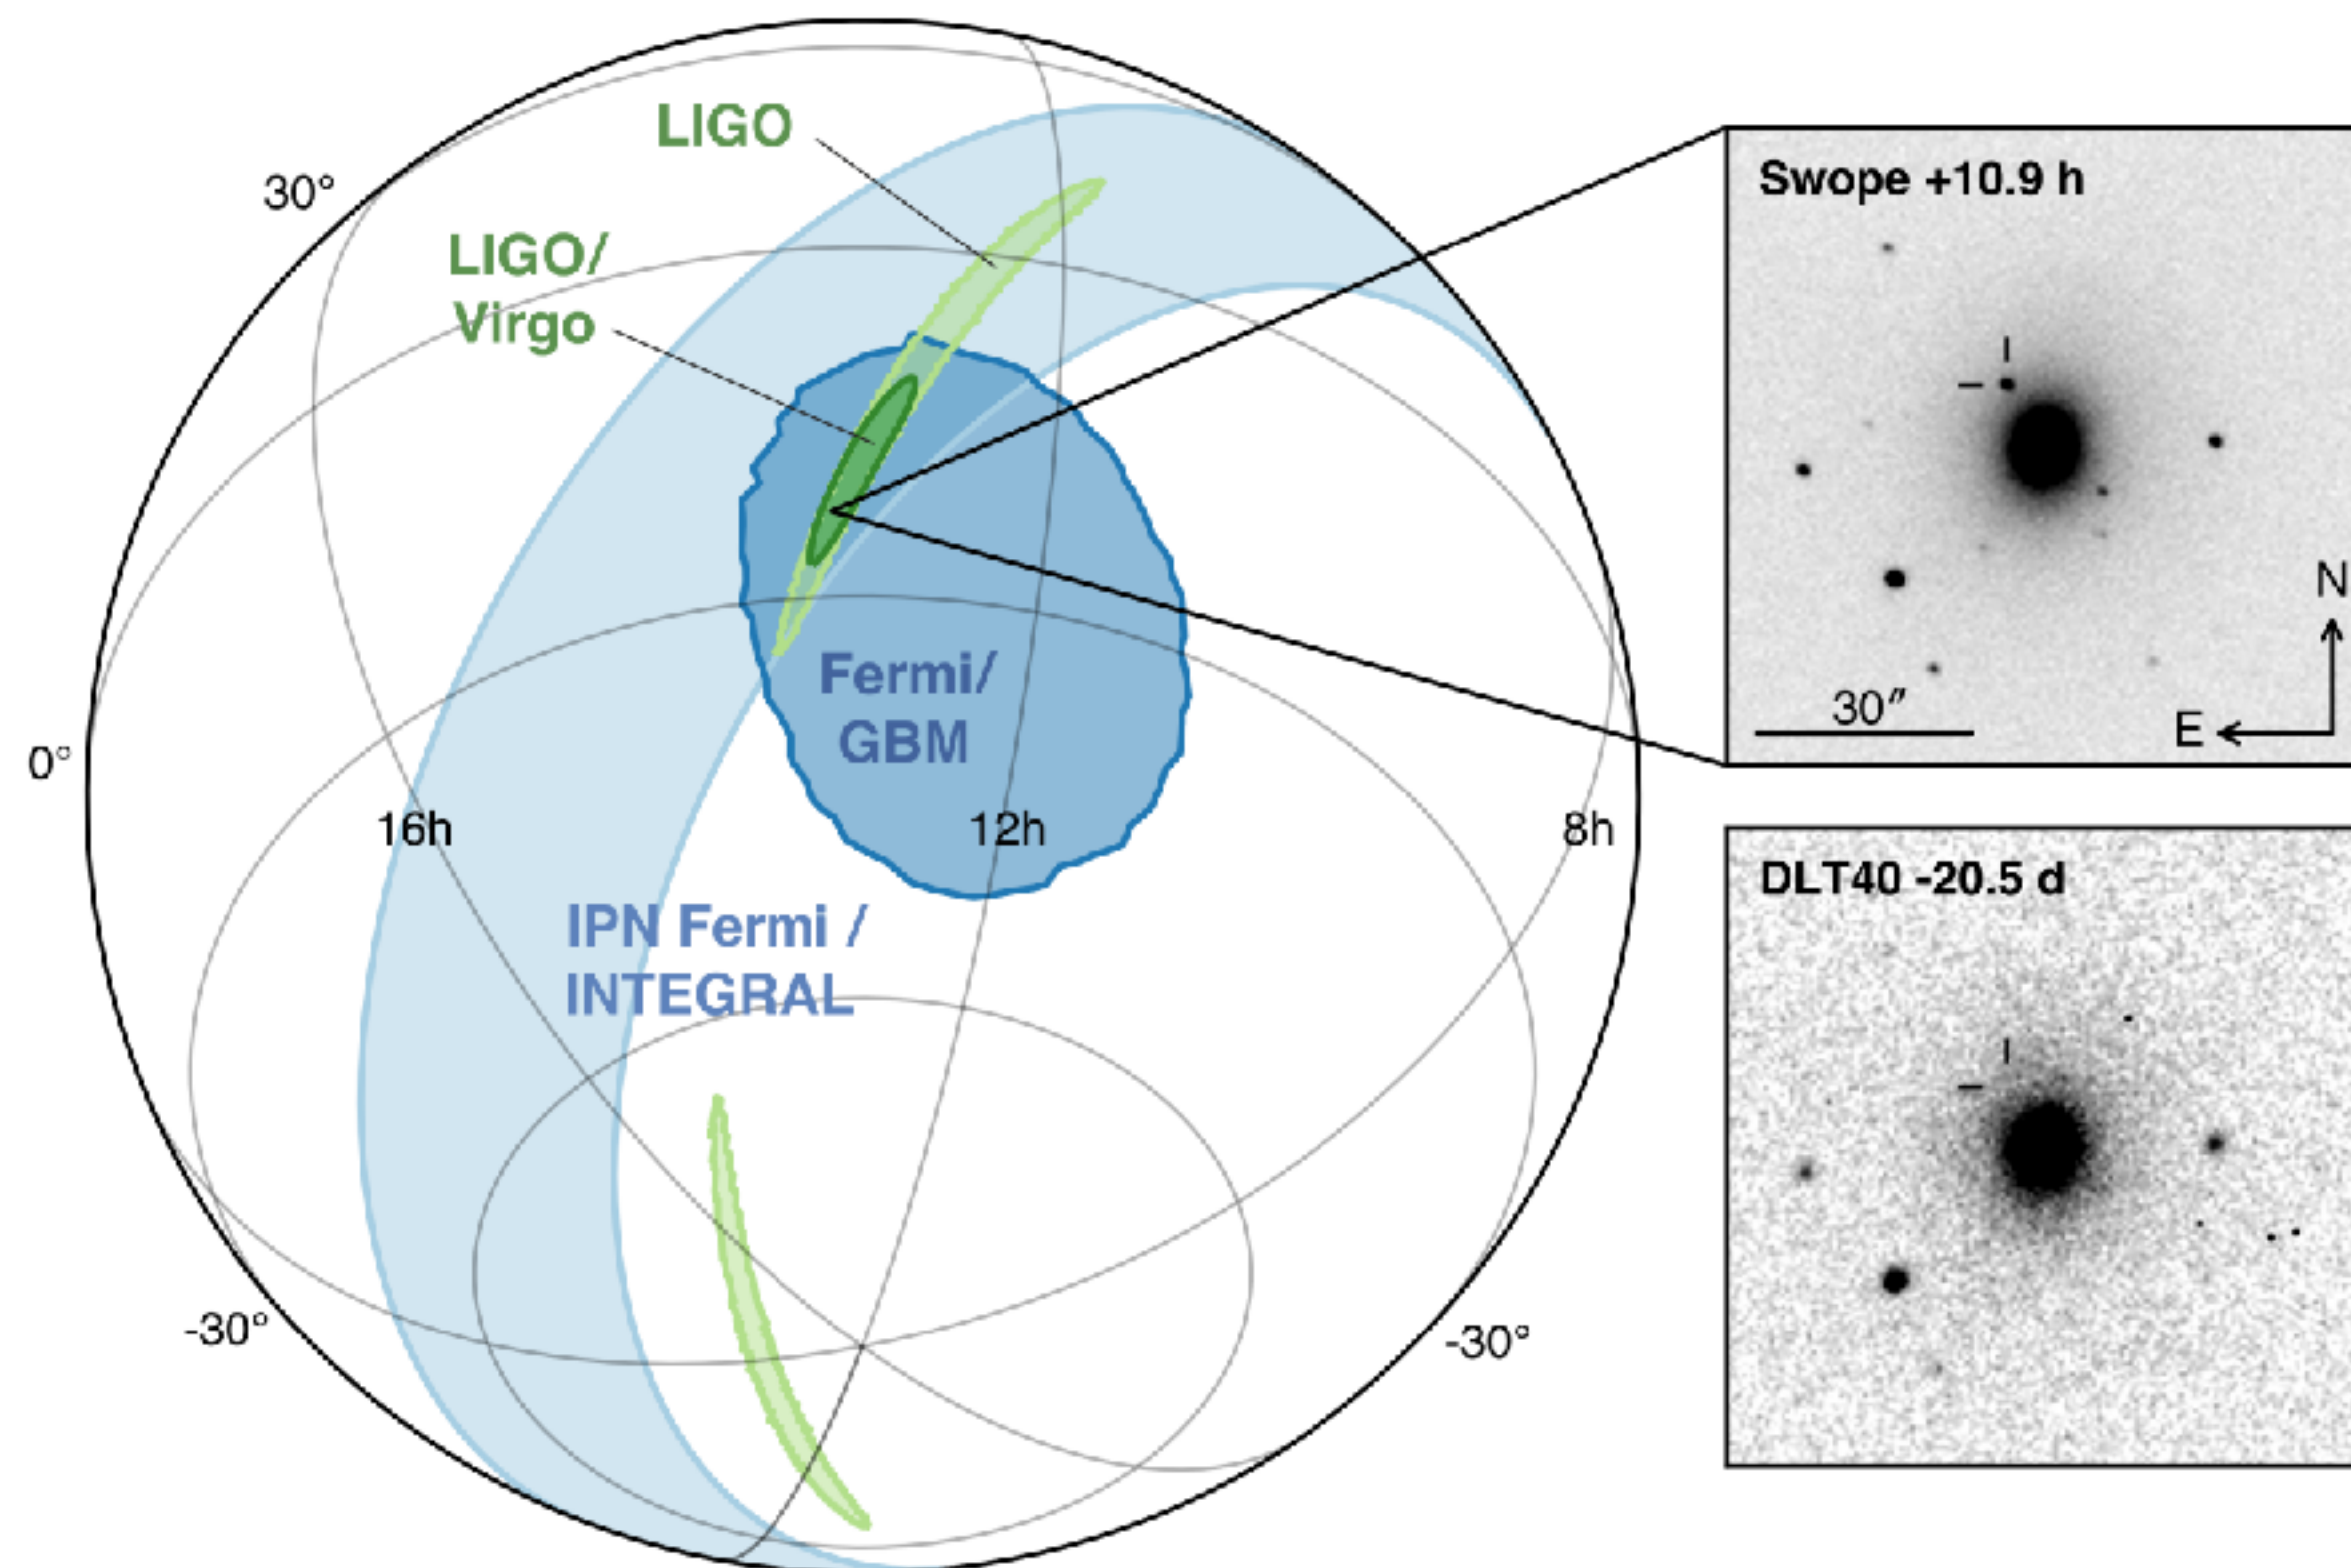 LIGO
30°
LIGO/
Virgo
Fermi/
GBM
0°
16h
12h
8h
IPN Fermi /
INTEGRAL
-30°
-30°
Swope +10.9 h
N
30″
E
DLT40 -20.5 d